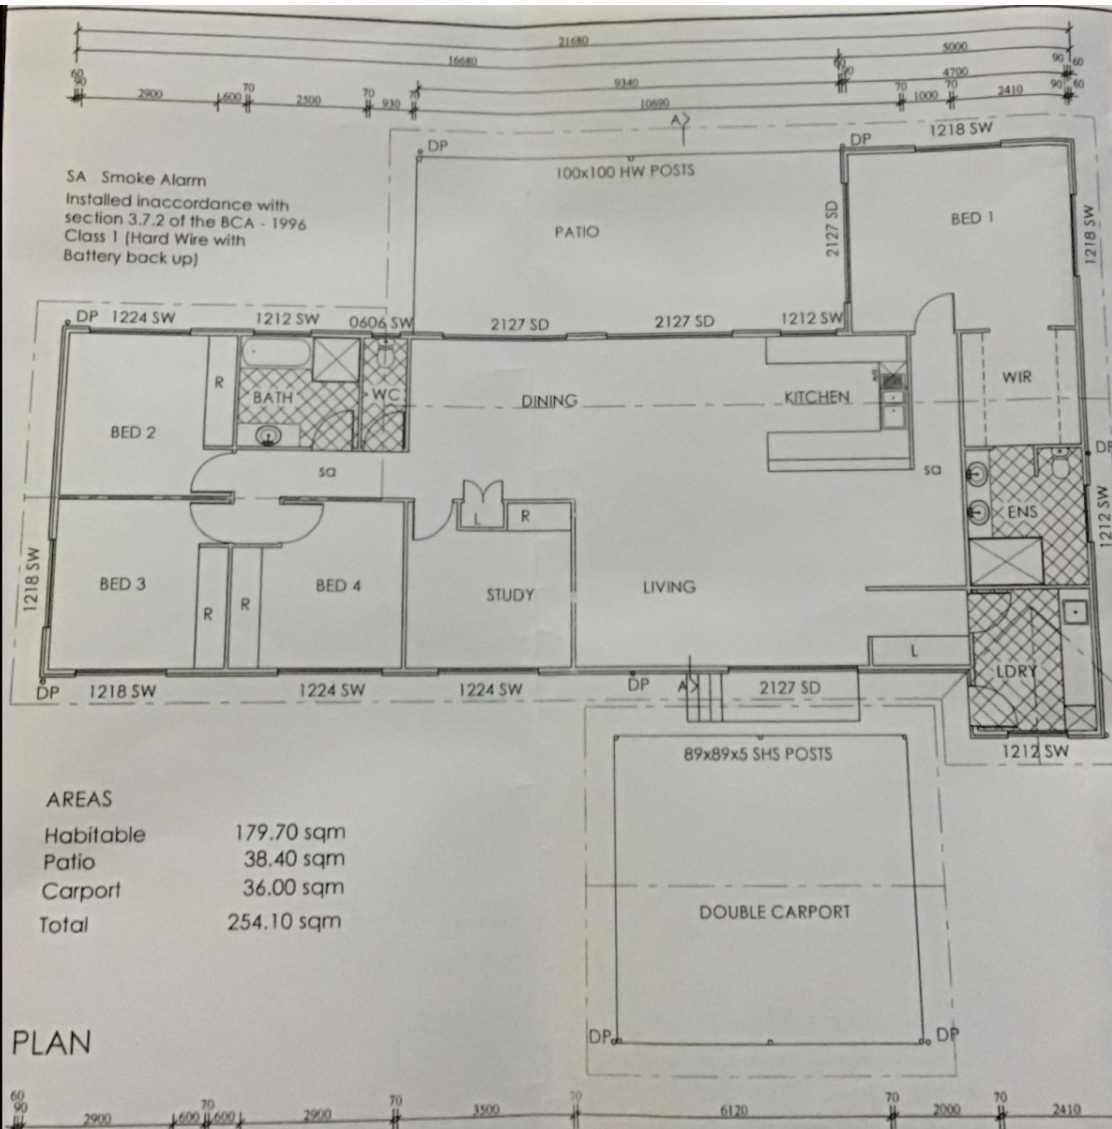 21680
16680
5000
60
90
9340
60
90
4700
90
60
2900
600
70
2500
70
930
70
10690
70
1000
70
2410
90
60
A
DP
DP
1218 SW
100x100 HW POSTS
SA Smoke Alarm
Installed inaccordance with
section 3.7.2 of the BCA - 1996
Class 1 (Hard Wire with
Battery back up)
PATIO
2127 SD
BED 1
1218 SW
DP
1224 SW
1212 SW
0606 SW
2127 SD
2127 SD
1212 SW
R
BATH
WC
DINING
KITCHEN
WIR
BED 2
sa
sa
DP
L
R
ENS
1212 SW
1218 SW
BED 3
R
R
BED 4
STUDY
LIVING
L
LDRY
DP
1218 SW
1224 SW
1224 SW
DP
A
2127 SD
1212 SW
89x89x5 SHS POSTS
AREAS
Habitable 179.70 sqm
Patio 38.40 sqm
Carport 36.00 sqm
Total 254.10 sqm
DOUBLE CARPORT
PLAN
DP
DP
60
90
2900
600
70
600
2900
70
3500
70
6120
70
2000
70
2410